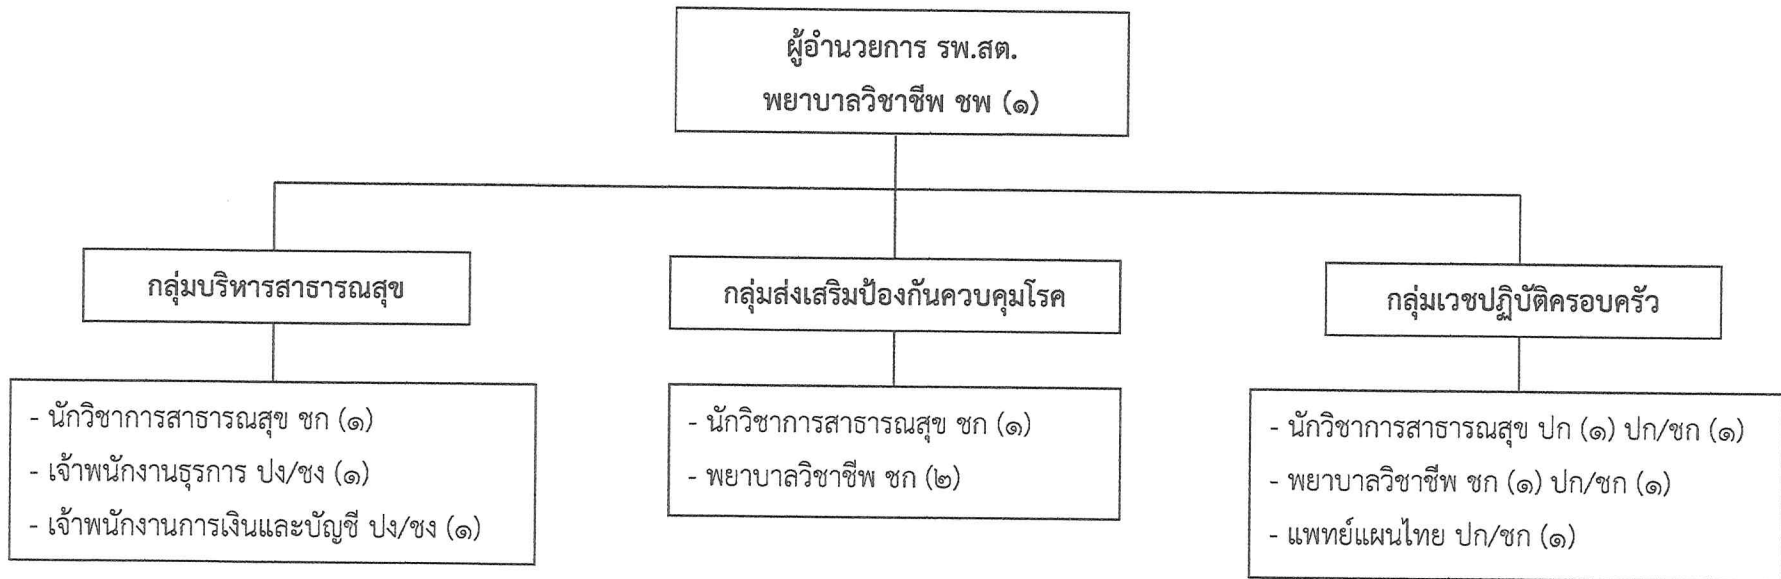 ผู้อำนวยการ รพ.สต.
พยาบาลวิชาชีพ ชพ (๑)
กลุ่มบริหารสาธารณสุข
- นักวิชาการสาธารณสุข ชก (๑)
- เจ้าพนักงานธุรการ ปง/ชง (๑)
- เจ้าพนักงานการเงินและบัญชี ปง/ชง (๑)
กลุ่มส่งเสริมป้องกันควบคุมโรค
- นักวิชาการสาธารณสุข ชก (๑)
- พยาบาลวิชาชีพ ชก (๒)
กลุ่มเวชปฏิบัติครอบครัว
- นักวิชาการสาธารณสุข ปก (๑) ปก/ชก (๑)
- พยาบาลวิชาชีพ ชก (๑) ปก/ชก (๑)
- แพทย์แผนไทย ปก/ชก (๑)